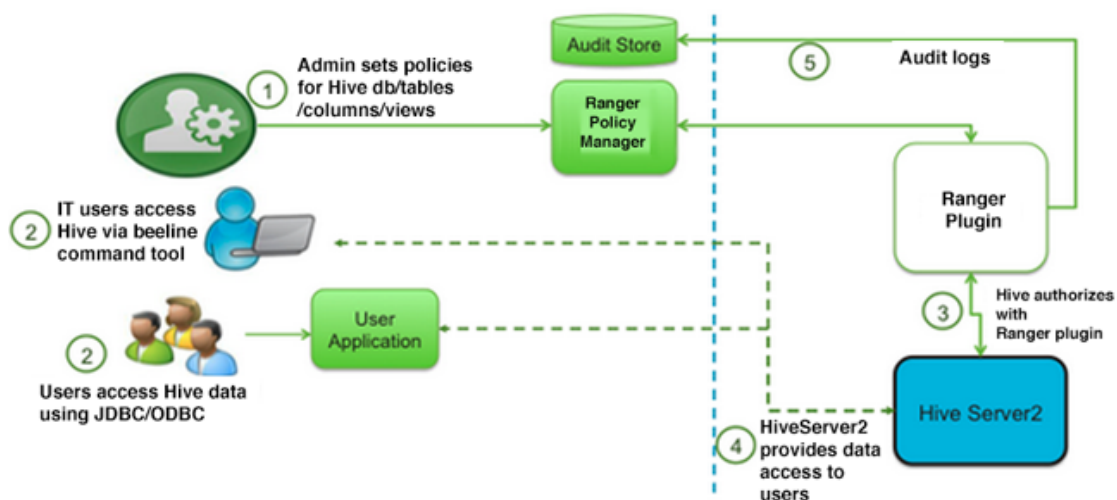 Audit Store
5
Audit logs
1
Admin sets policies
for Hive db/tables
/columns/views
Ranger
Policy
Manager
Ranger
Plugin
2
IT users access
Hive via beeline
command tool
3
Hive authorizes
with
Ranger plugin
User
Application
2
Users access Hive data
using JDBC/ODBC
Hive Server2
4
HiveServer2
provides data
access to
users